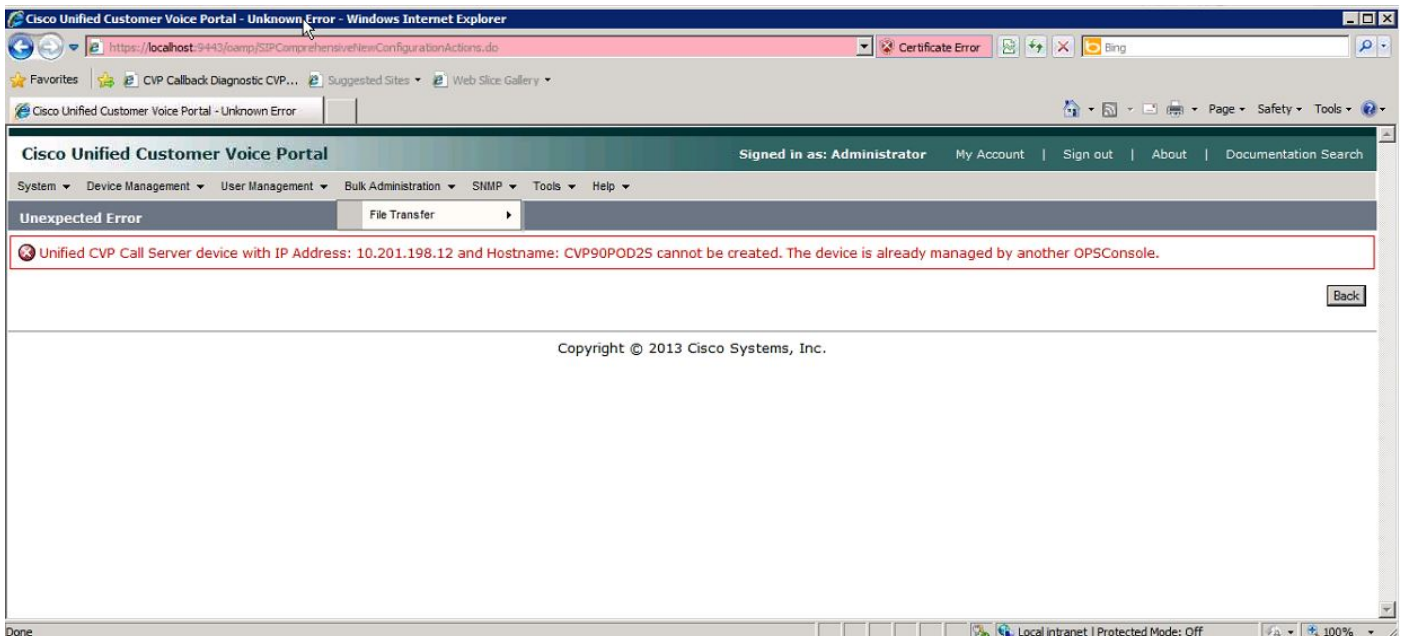 Cisco Unified Customer Voice Portal - Unknown Error - Windows Internet Explorer
https://localhost:9443/oamp/SIPComprehensiveNewConfigurationActions.do
Certificate Error
Bing
Favorites
CVP Callback Diagnostic CVP...
Suggested Sites
Web Slice Gallery
Cisco Unified Customer Voice Portal - Unknown Error
Page
Safety
Tools
Cisco Unified Customer Voice Portal
Signed in as: Administrator
My Account | Sign out | About | Documentation Search
System
Device Management
User Management
Bulk Administration
SNMP
Tools
Help
Unexpected Error
File Transfer
Unified CVP Call Server device with IP Address: 10.201.198.12 and Hostname: CVP90POD2S cannot be created. The device is already managed by another OPSConsole.
Back
Copyright © 2013 Cisco Systems, Inc.
Done
Local intranet | Protected Mode: Off
100%